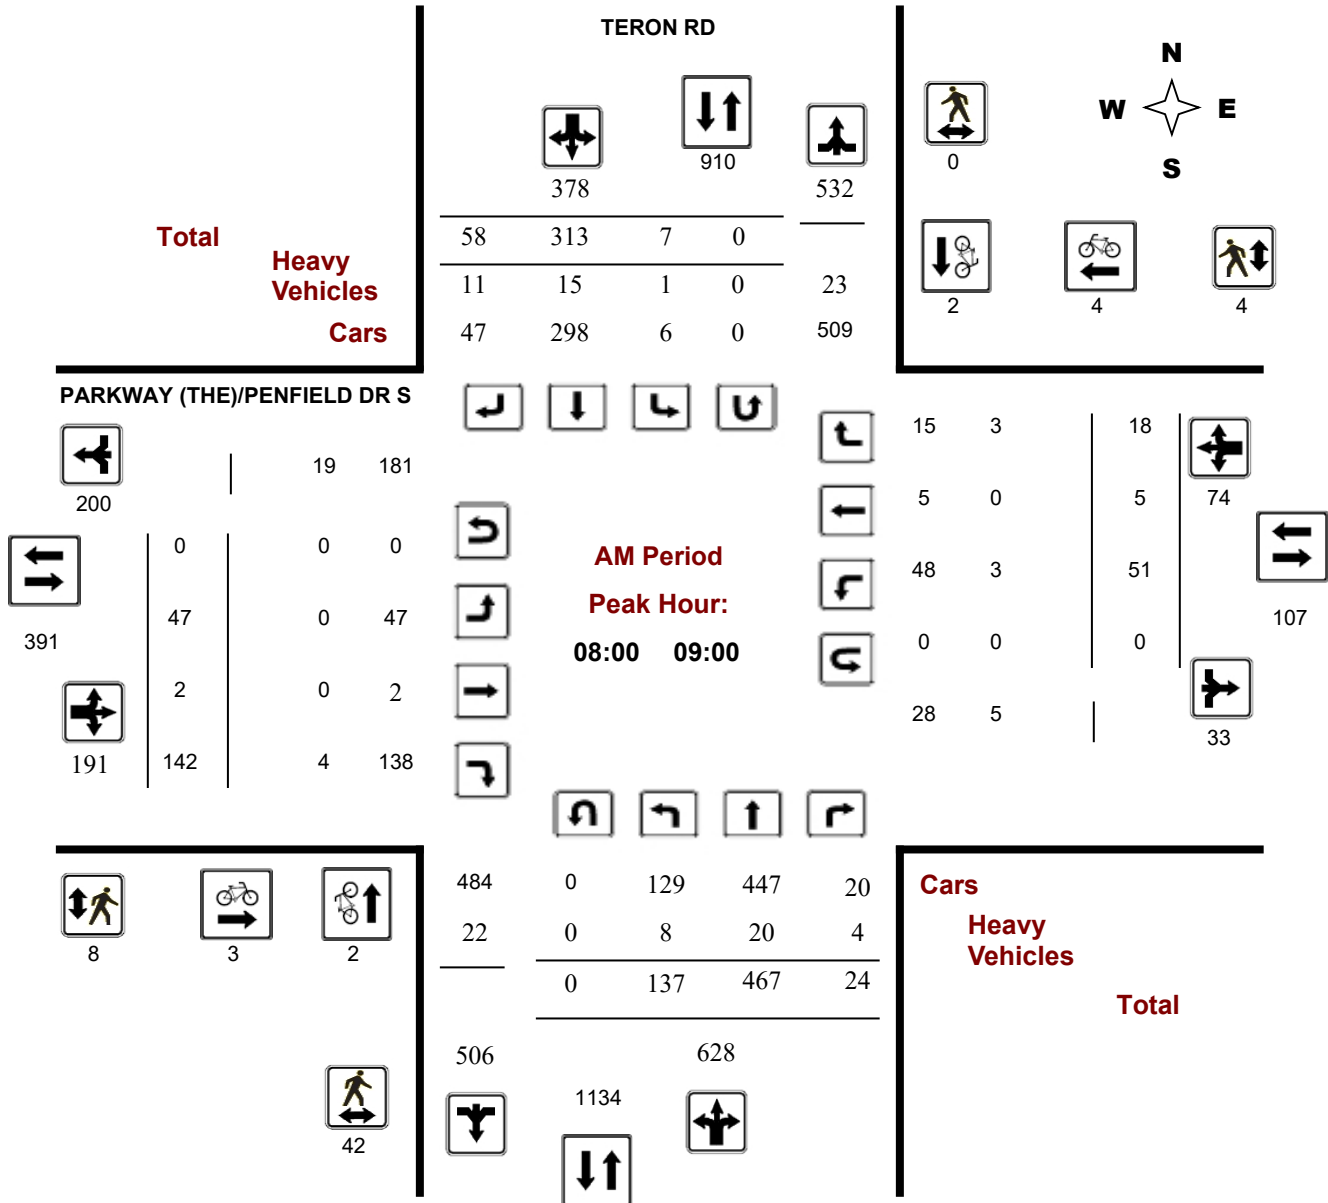 TERON RD
N
W E
S
910
0
378
532
Total
58 313 7 0
Heavy
Vehicles
11 15 1 0 23
2 4 4
Cars
47 298 6 0 509
PARKWAY (THE)/PENFIELD DR S
15 3 18
19 181
200
5 0 5 74
0 0 0
AM Period
48 3 51
47 0 47
Peak Hour:
107
391
08:00 09:00
0 0 0
2 0 2
28 5
33
191 142 4 138
484 0 129 447 20
Cars
22 0 8 20 4
Heavy
Vehicles
8 3 2
0 137 467 24
Total
506 628
1134
42